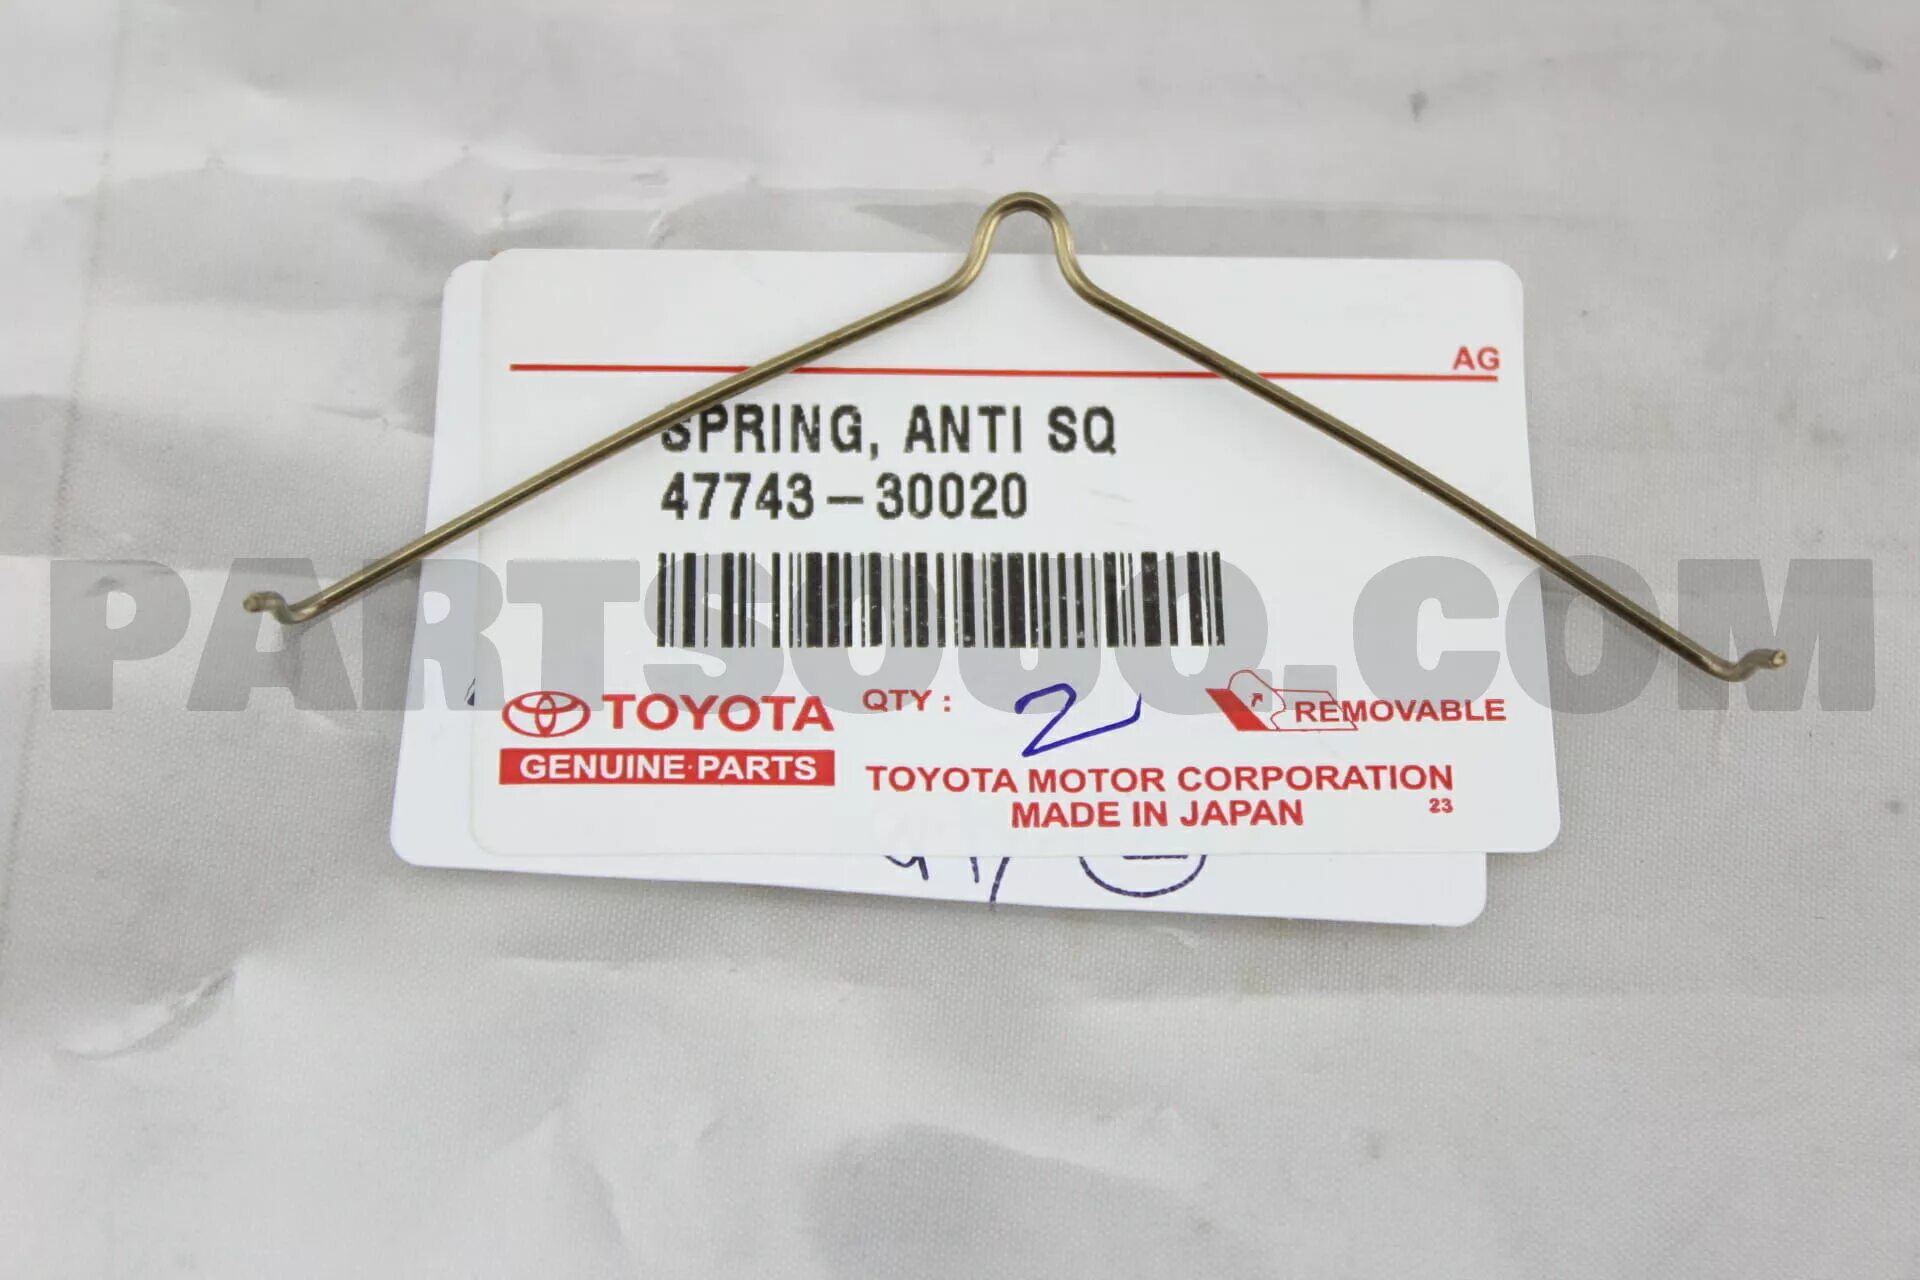 AG
SPRING, ANTI SQ
47743-30020
PARTSOUQ.COM
TOYOTA
GENUINE PARTS
QTY : 2
REMOVABLE
TOYOTA MOTOR CORPORATION
MADE IN JAPAN
23